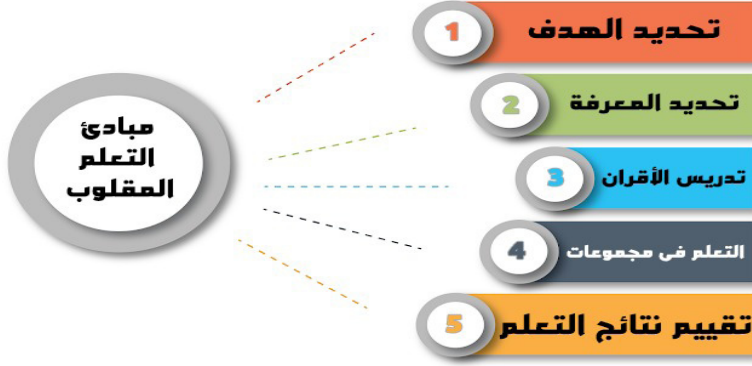 مبادئ
التعلم
المقلوب
1 تحديد الهدف
2 تحديد المعرفة
3 تدريس الأقران
4 التعلم فى مجموعات
5 تقييم نتائج التعلم